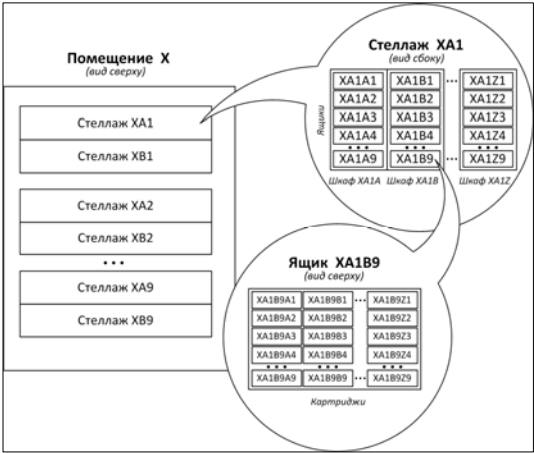 Помещение X
(вид сверху)
Стеллаж XA1
Стеллаж XB1
Стеллаж XA2
Стеллаж XB2
• • •
Стеллаж XA9
Стеллаж XB9
Стеллаж XA1
(вид сбоку)
Ящики
XA1A1 XA1B1 ••• XA1Z1
XA1A2 XA1B2 XA1Z2
XA1A3 XA1B3 XA1Z3
XA1A4 XA1B4 XA1Z4
• • • • • • • • •
XA1A9 XA1B9 ... XA1Z9
Шкаф XA1A Шкаф XA1B Шкаф XA1Z
Ящик XA1B9
(вид сверху)
XA1B9A1 XA1B9B1 ••• XA1B9Z1
XA1B9A2 XA1B9B2 XA1B9Z2
XA1B9A3 XA1B9B3 XA1B9Z3
XA1B9A4 XA1B9B4 XA1B9Z4
• • • • • • • • •
XA1B9A9 XA1B9B9 ••• XA1B9Z9
Картриджи